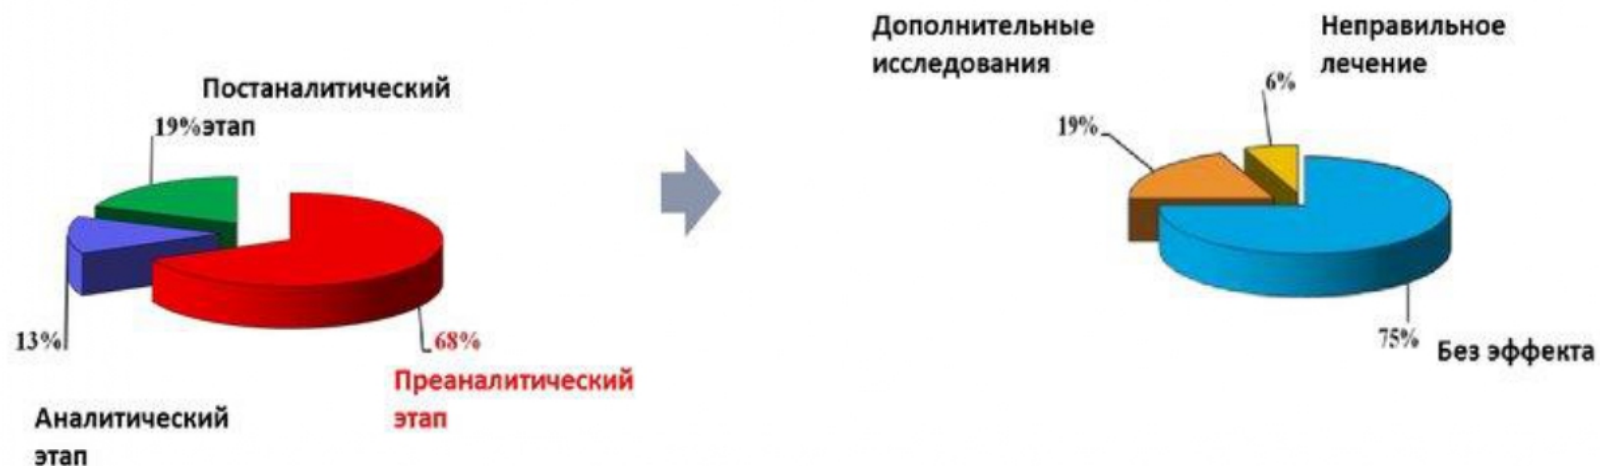 Постаналитический
19%этап
13%
68%
Преаналитический
этап
Аналитический
этап
Дополнительные
исследования
19%
Неправильное
лечение
6%
75%
Без эффекта